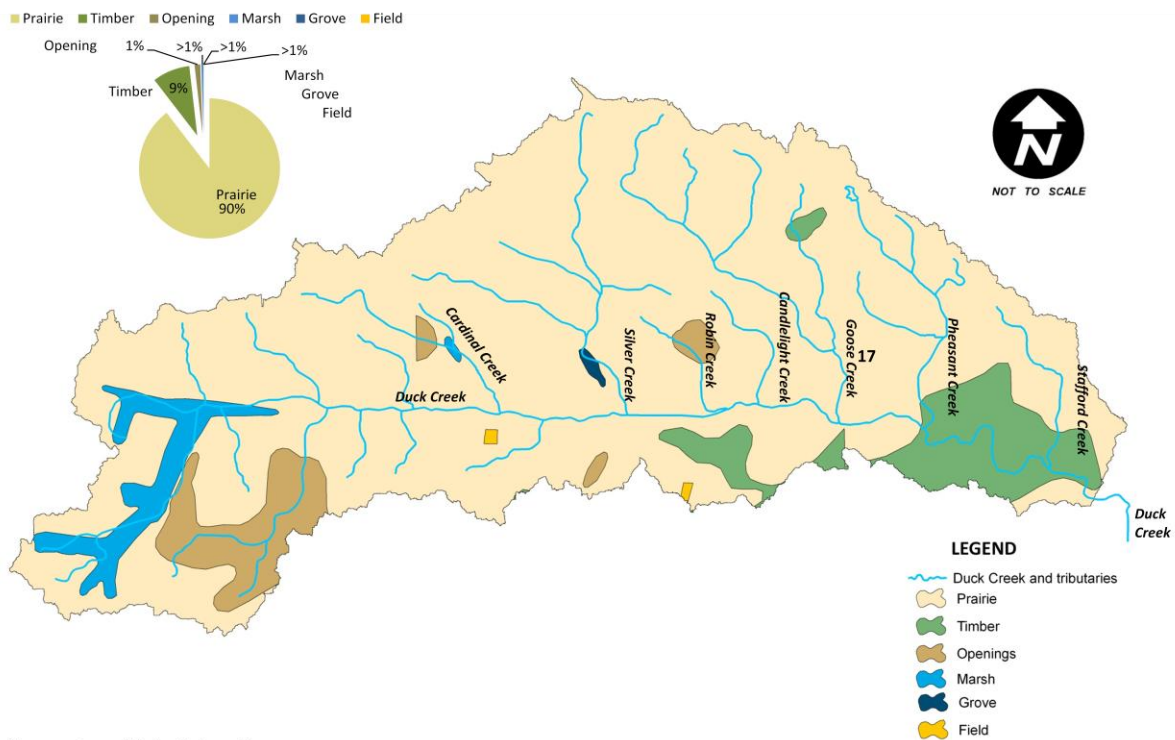 Prairie Timber Opening Marsh Grove Field
Opening 1% >1% >1% >1%
Marsh
Timber 9% Grove
Field
Prairie
90%
N
NOT TO SCALE
Cardinal Creek
Silver Creek
Robin Creek
Candlelight Creek
Goose Creek
17
Pheasant Creek
Stafford Creek
Duck Creek
Duck
Creek
LEGEND
Duck Creek and tributaries
Prairie
Timber
Openings
Marsh
Grove
Field